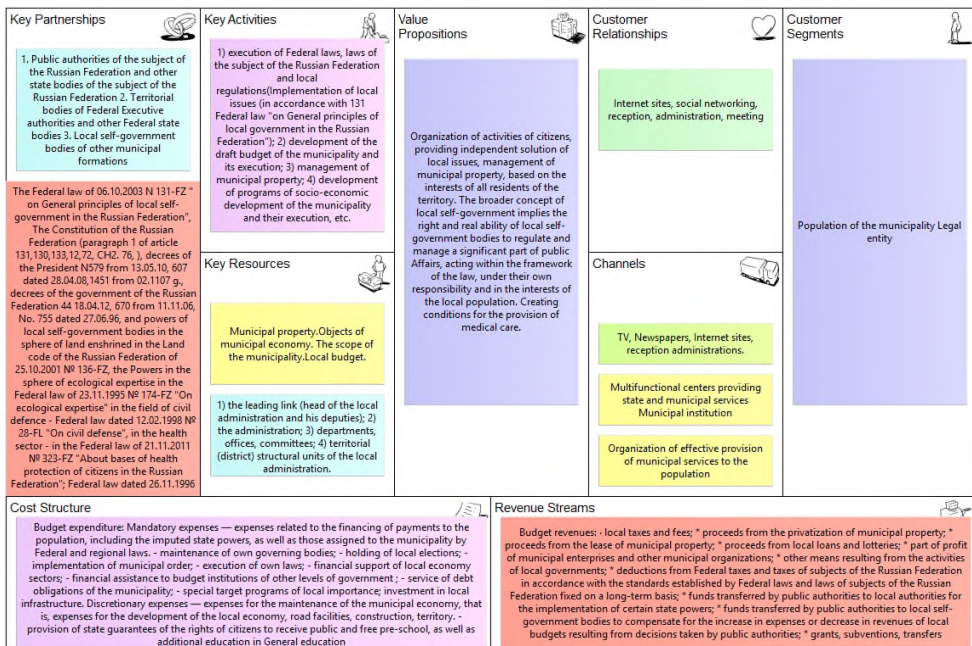 Key Partnerships
1. Public authorities of the subject of
the Russian Federation and other
state bodies of the subject of the
Russian Federation 2. Territorial
bodies of Federal Executive
authorities and other Federal state
bodies 3. Local self-government
bodies of other municipal
formations
The Federal law of 06.10.2003 N 131-FZ "
on General principles of local self-
government in the Russian Federation",
The Constitution of the Russian
Federation (paragraph 1 of article
131,130,133,12,72, CH2. 76, ), decrees of
the President N579 from 13.05.10, 607
dated 28.04.08,1451 from 02.1107 g.,
decrees of the government of the Russian
Federation 44 18.04.12, 670 from 11.11.06,
No. 755 dated 27.06.96, and powers of
local self-government bodies in the
sphere of land enshrined in the Land
code of the Russian Federation of
25.10.2001 № 136-FZ, the Powers in the
sphere of ecological expertise in the
Federal law of 23.11.1995 № 174-FZ "On
ecological expertise" in the field of civil
defence - Federal law dated 12.02.1998 №
28-FL "On civil defense", in the health
sector - in the Federal law of 21.11.2011
№ 323-FZ "About bases of health
protection of citizens in the Russian
Federation"; Federal law dated 26.11.1996
Key Activities
1) execution of Federal laws, laws of
the subject of the Russian Federation
and local
regulations(Implementation of local
issues (in accordance with 131
Federal law "on General principles
of local government in the Russian
Federation"); 2) development of the
draft budget of the municipality and
its execution; 3) management of
municipal property; 4) development
of programs of socio-economic
development of the municipality
and their execution, etc.
Key Resources
Municipal property.Objects of
municipal economy. The scope of
the municipality.Local budget.
1) the leading link (head of the local
administration and his deputies); 2)
the administration; 3) departments,
offices, committees; 4) territorial
(district) structural units of the local
administration.
Value
Propositions
Organization of activities of citizens,
providing independent solution of
local issues, management of
municipal property, based on the
interests of all residents of the
territory. The broader concept of
local self-government implies the
right and real ability of local self-
government bodies to regulate and
manage a significant part of public
Affairs, acting within the framework
of the law, under their own
responsibility and in the interests
of the local population. Creating
conditions for the provision of
medical care.
Customer
Relationships
Internet sites, social networking,
reception, administration, meeting
Channels
TV, Newspapers, Internet sites,
reception administrations.
Multifunctional centers providing
state and municipal services
Municipal institution
Organization of effective provision
of municipal services to the
population
Customer
Segments
Population of the municipality Legal
entity
Cost Structure
Budget expenditure: Mandatory expenses — expenses related to the financing of payments to the
population, including the imputed state powers, as well as those assigned to the municipality by
Federal and regional laws. - maintenance of own governing bodies; - holding of local elections; -
implementation of municipal order; - execution of own laws; - financial support of local economy
sectors; - financial assistance to budget institutions of other levels of government ; - service of debt
obligations of the municipality; - special target programs of local importance; investment in local
infrastructure. Discretionary expenses — expenses for the maintenance of the municipal economy, that
is, expenses for the development of the local economy, road facilities, construction, territory. -
provision of state guarantees of the rights of citizens to receive public and free pre-school, as well as
additional education in General education
Revenue Streams
Budget revenues: · local taxes and fees; * proceeds from the privatization of municipal property; *
proceeds from the lease of municipal property; * proceeds from local loans and lotteries; * part of profit
of municipal enterprises and other municipal organizations; * other means resulting from the activities
of local governments; * deductions from Federal taxes and taxes of subjects of the Russian Federation
in accordance with the standards established by Federal laws and laws of subjects of the Russian
Federation fixed on a long-term basis; * funds transferred by public authorities to local authorities for
the implementation of certain state powers; * funds transferred by public authorities to local self-
government bodies to compensate for the increase in expenses or decrease in revenues of local
budgets resulting from decisions taken by public authorities; * grants, subventions, transfers